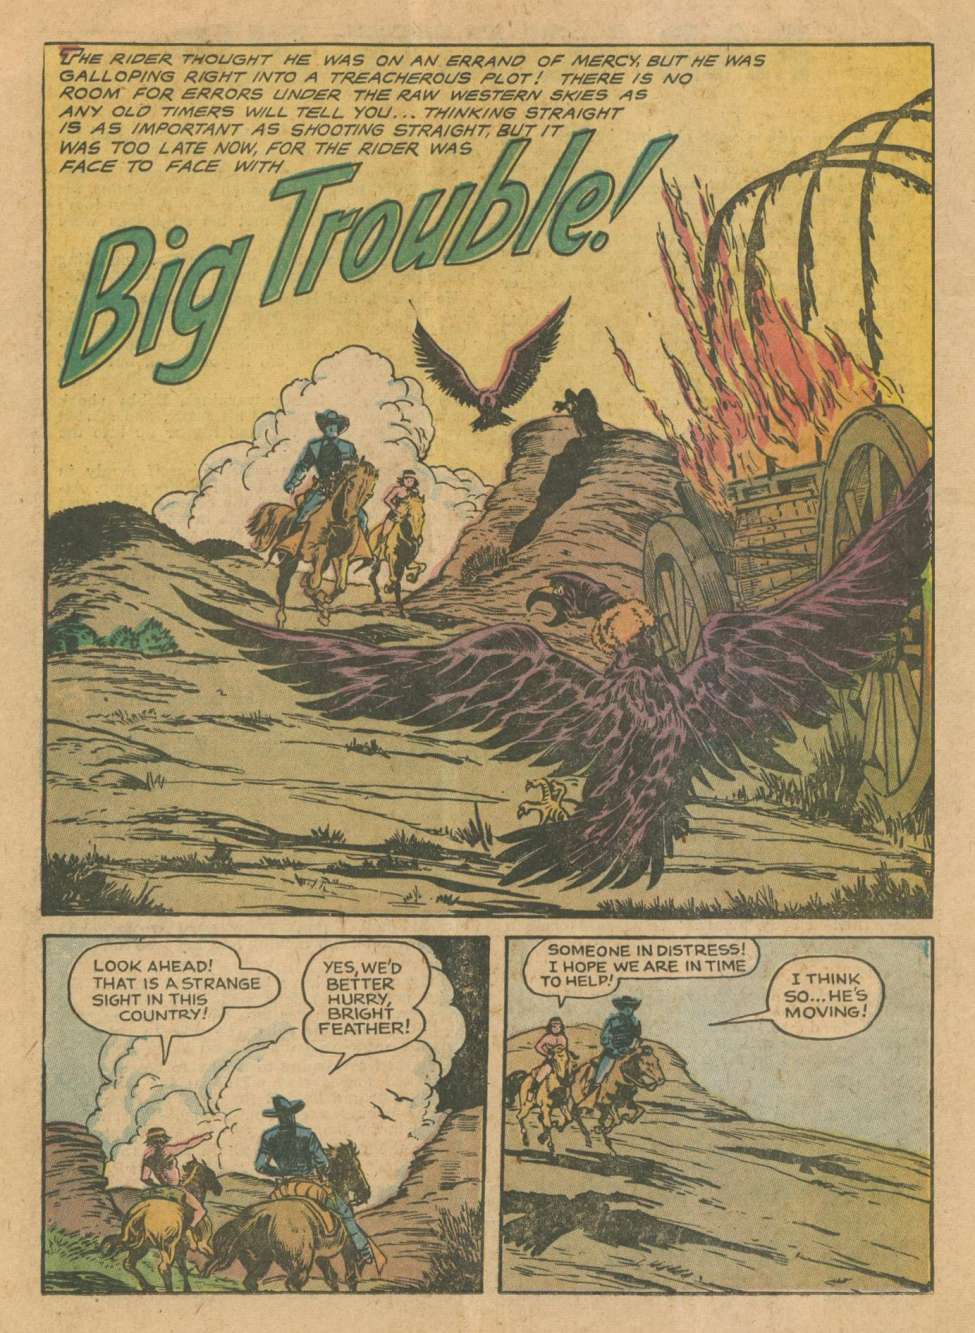 THE RIDER THOUGHT HE WAS ON AN ERRAND OF MERCY, BUT HE WAS
GALLOPING RIGHT INTO A TREACHEROUS PLOT! THERE IS NO
ROOM FOR ERRORS UNDER THE RAW WESTERN SKIES AS
ANY OLD TIMERS WILL TELL YOU... THINKING STRAIGHT
IS AS IMPORTANT AS SHOOTING STRAIGHT, BUT IT
WAS TOO LATE NOW, FOR THE RIDER WAS
FACE TO FACE WITH
Big Trouble!
LOOK AHEAD!
THAT IS A STRANGE
SIGHT IN THIS
COUNTRY!
YES, WE'D
BETTER
HURRY,
BRIGHT
FEATHER!
SOMEONE IN DISTRESS!
I HOPE WE ARE IN TIME
TO HELP!
I THINK
SO... HE'S
MOVING!